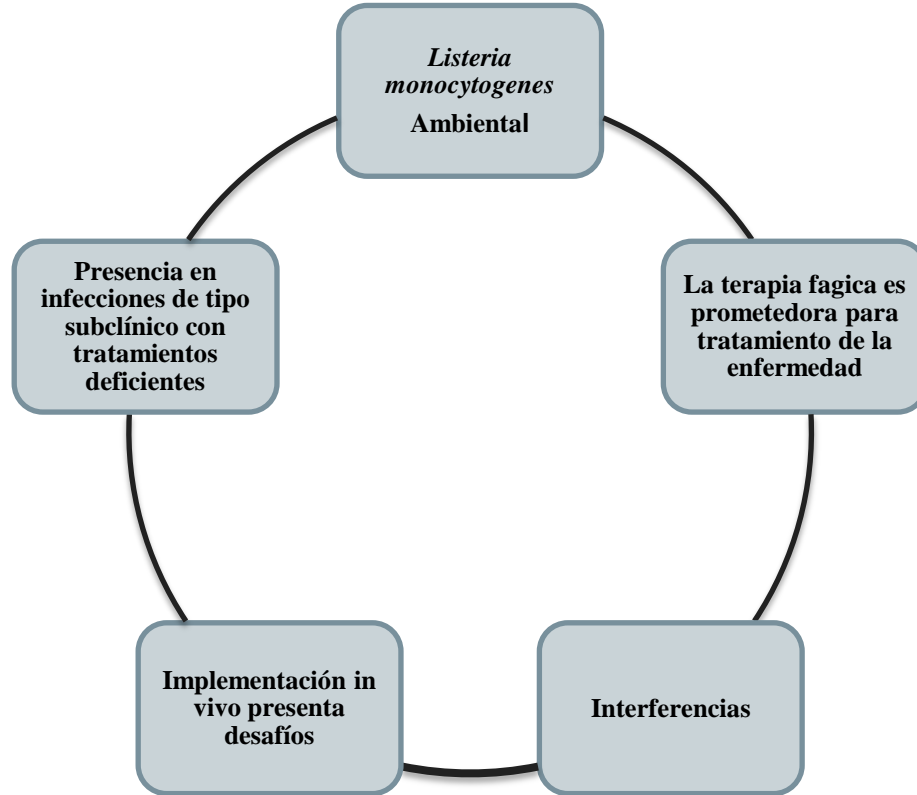 Listeria
monocytogenes
Ambiental
Presencia en
infecciones de tipo
subclínico con
tratamientos
deficientes
La terapia fagica es
prometedora para
tratamiento de la
enfermedad
Implementación in
vivo presenta
desafíos
Interferencias